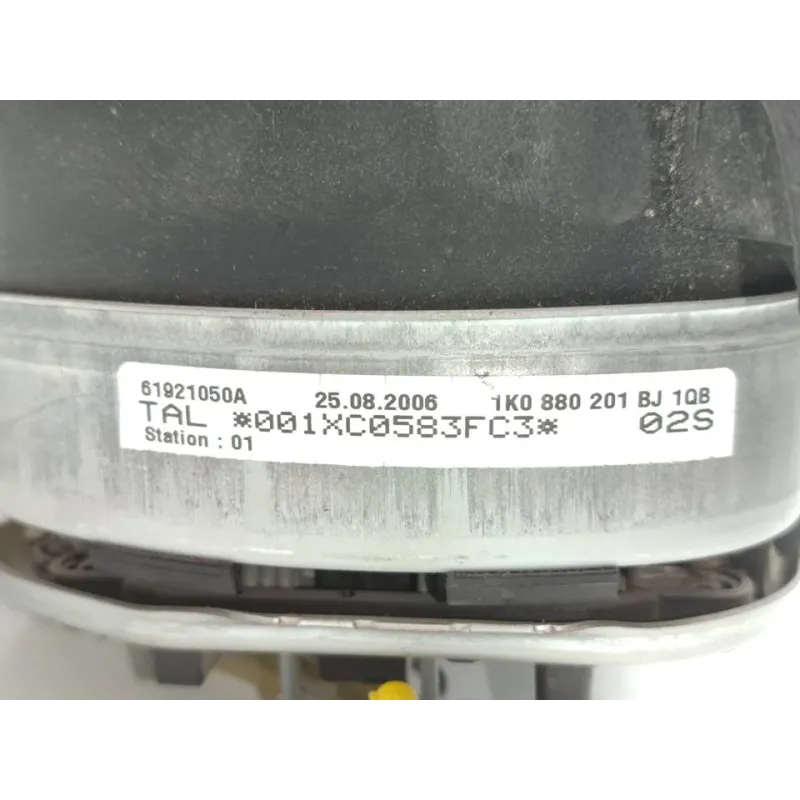 61921050A 25.08.2006 1K0 880 201 BJ 1QB
TAL *001XC0583FC3* 02S
Station : 01